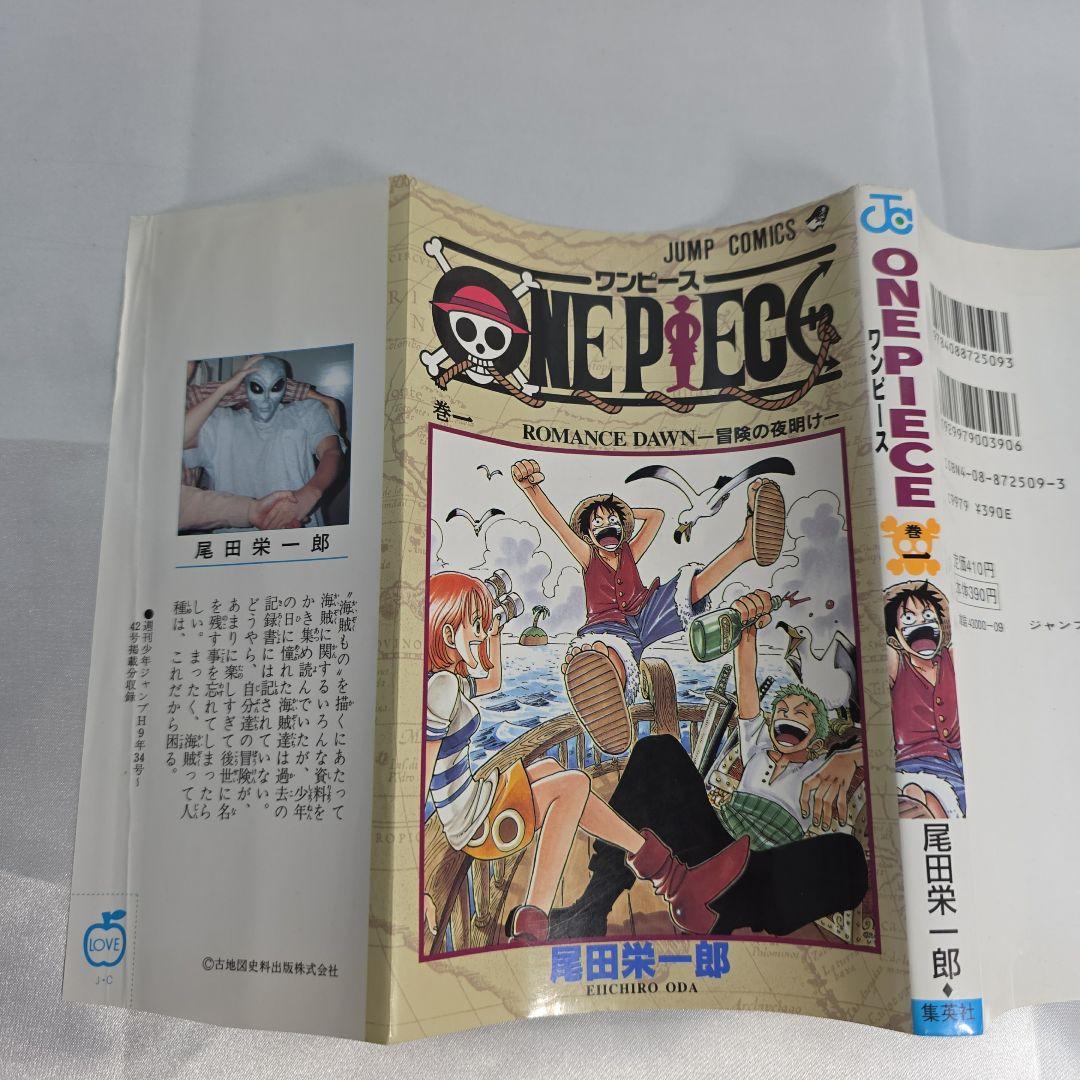 尾田栄一郎
〝海賊もの〟を描くにあたって
海賊に関するいろんな資料を
かき集め読んでいたが、少年
の日に憧れた海賊達は過去の
記録書には記されていない。
どうやら、自分達の冒険が、
あまりに楽しすぎて後世に名
を残す事を忘れてしまったら
しい。まったく、海賊って人
種は、これだから困る。
●週刊少年ジャンプH9年34号〜
42号掲載分収録
LOVE
J・C
©古地図史料出版株式会社
JUMP COMICS
ワンピース
ONE PIECE
巻一
ROMANCE DAWNー冒険の夜明けー
尾田栄一郎
EIICHIRO ODA
JC
ONE PIECE
ワンピース
巻一
尾田栄一郎
集英社
9784088725093
1929979003906
ISBN4-08-872509-3
C9979 ¥390E
定価410円
本体390円
43000-09
ジャンプ